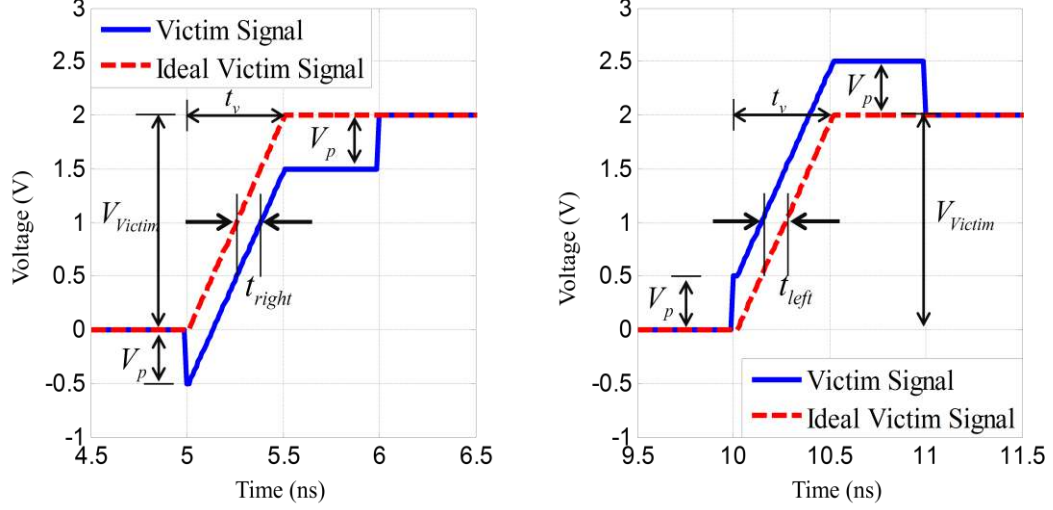 3
2.5
2
1.5
1
0.5
0
-0.5
-1
4.5
5
5.5
6
6.5
Time (ns)
Voltage (V)
Victim Signal
Ideal Victim Signal
t_v
V_p
V_Victim
t_right
V_p
3
2.5
2
1.5
1
0.5
0
-0.5
-1
9.5
10
10.5
11
11.5
Time (ns)
Voltage (V)
V_p
t_v
V_Victim
t_left
V_p
Victim Signal
Ideal Victim Signal